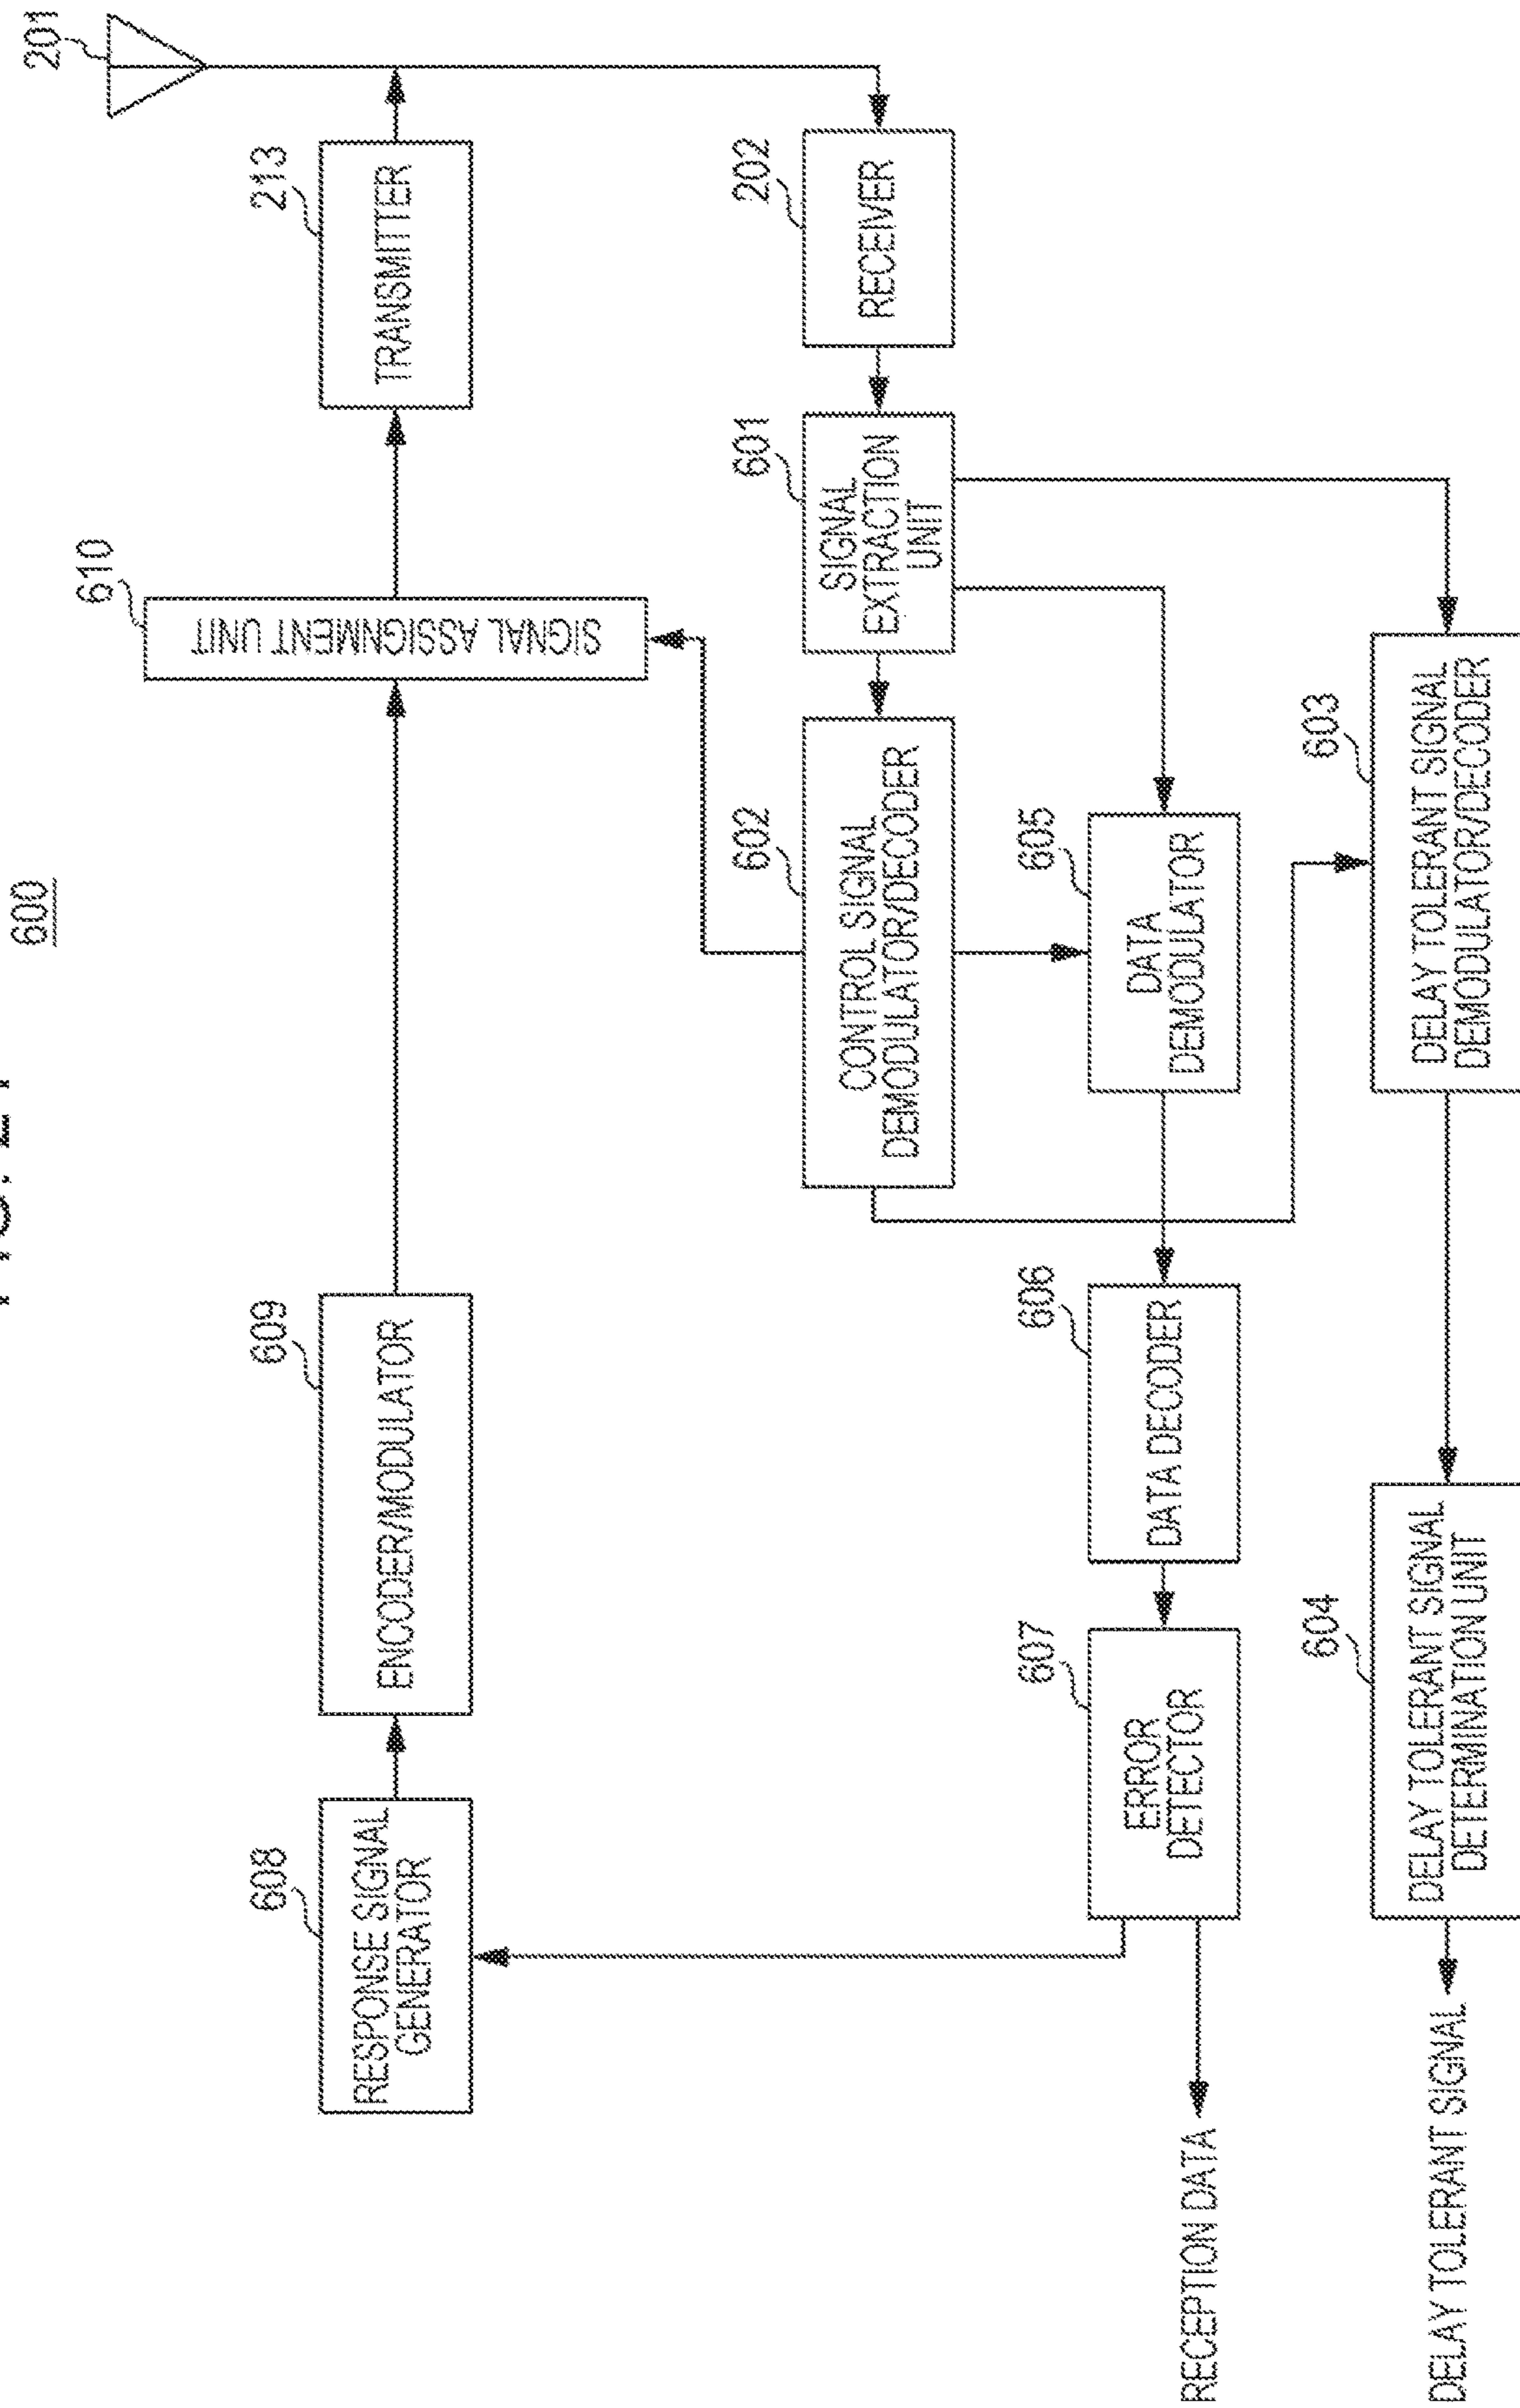 600
201
213
TRANSMITTER
610
SIGNAL ASSIGNMENT UNIT
609
ENCODER/MODULATOR
608
RESPONSE SIGNAL
GENERATOR
202
RECEIVER
601
SIGNAL
EXTRACTION
UNIT
602
CONTROL SIGNAL
DEMODULATOR/DECODER
605
DATA
DEMODULATOR
606
DATA DECODER
607
ERROR
DETECTOR
RECEPTION DATA
603
DELAY TOLERANT SIGNAL
DEMODULATOR/DECODER
604
DELAY TOLERANT SIGNAL
DETERMINATION UNIT
DELAY TOLERANT SIGNAL